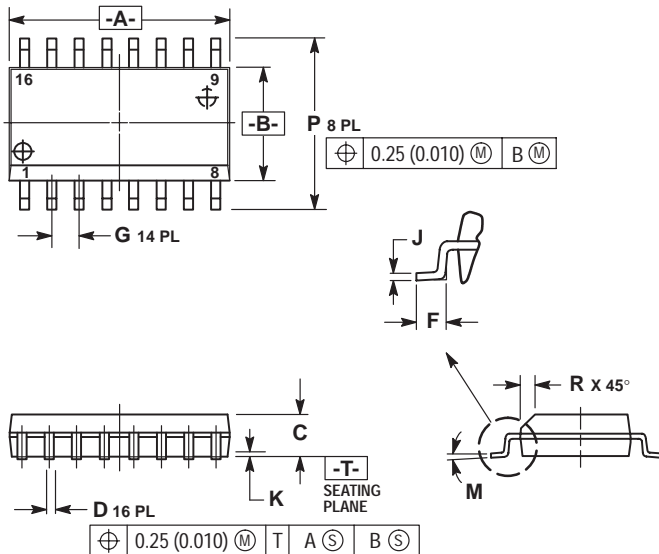 -A-
16 9
-B-
P 8 PL
⌖ 0.25 (0.010) Ⓜ B Ⓜ
1 8
G 14 PL
J
F
R X 45°
C
-T-
SEATING
PLANE
K
M
D 16 PL
⌖ 0.25 (0.010) Ⓜ T A Ⓢ B Ⓢ